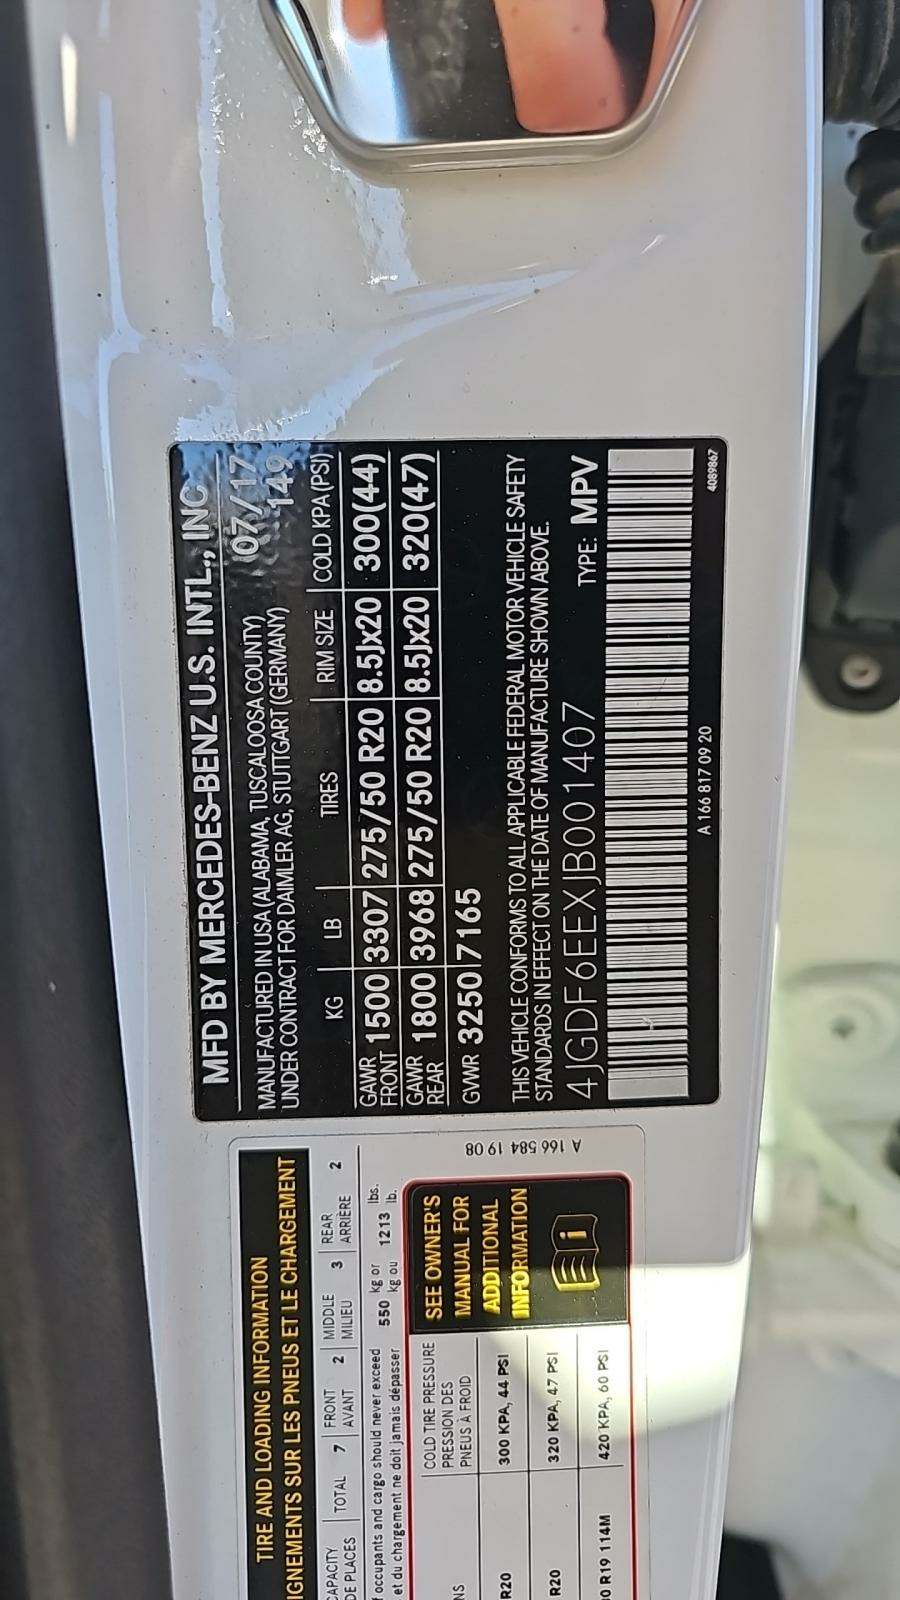 MFD BY MERCEDES-BENZ U.S. INTL., INC
07/17
MANUFACTURED IN USA (ALABAMA, TUSCALOOSA COUNTY)
149
UNDER CONTRACT FOR DAIMLER AG, STUTTGART (GERMANY)
KG LB TIRES RIM SIZE COLD KPA (PSI)
GAWR FRONT 1500 3307 275/50 R20 8.5Jx20 300(44)
GAWR REAR 1800 3968 275/50 R20 8.5Jx20 320(47)
GVWR 3250 7165
THIS VEHICLE CONFORMS TO ALL APPLICABLE FEDERAL MOTOR VEHICLE SAFETY
STANDARDS IN EFFECT ON THE DATE OF MANUFACTURE SHOWN ABOVE.
4JGDF6EEXJB001407 TYPE: MPV
A 166 817 09 20 4089867
TIRE AND LOADING INFORMATION
IGNEMENTS SUR LES PNEUS ET LE CHARGEMENT
CAPACITY TOTAL 7 FRONT 2 MIDDLE 3 REAR 2
DE PLACES AVANT MILIEU ARRIÈRE
f occupants and cargo should never exceed 550 kg or 1213 lbs.
et du chargement ne doit jamais dépasser kg ou lb.
COLD TIRE PRESSURE
PRESSION DES
NS PNEUS À FROID
R20 300 KPA, 44 PSI
R20 320 KPA, 47 PSI
0 R19 114M 420 KPA, 60 PSI
SEE OWNER'S
MANUAL FOR
ADDITIONAL
INFORMATION
i
A 166 584 19 08